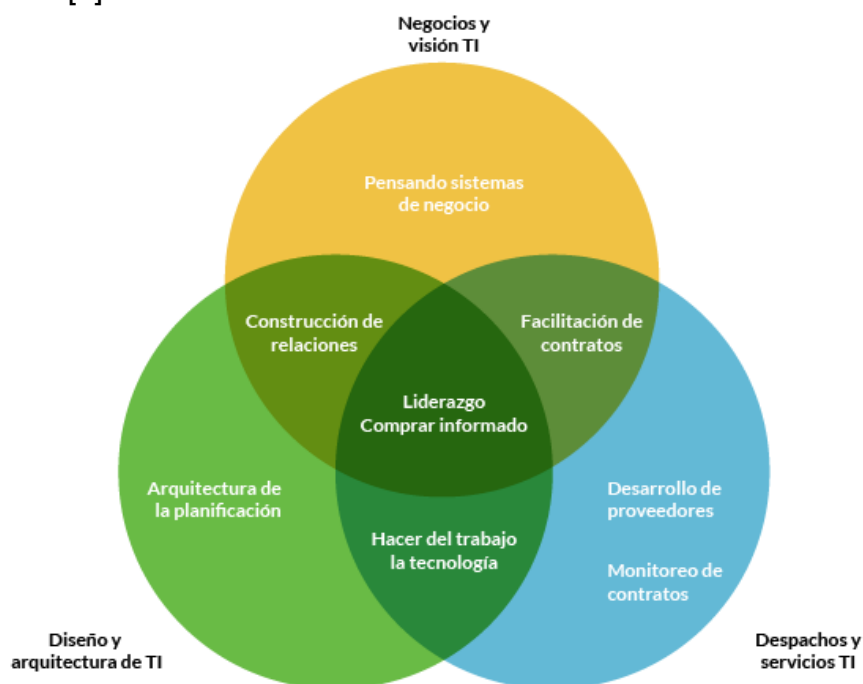 Negocios y
visión TI
Pensando sistemas
de negocio
Construcción de
relaciones
Facilitación de
contratos
Liderazgo
Comprar informado
Arquitectura de
la planificación
Desarrollo de
proveedores
Hacer del trabajo
la tecnología
Monitoreo de
contratos
Diseño y
arquitectura de TI
Despachos y
servicios TI